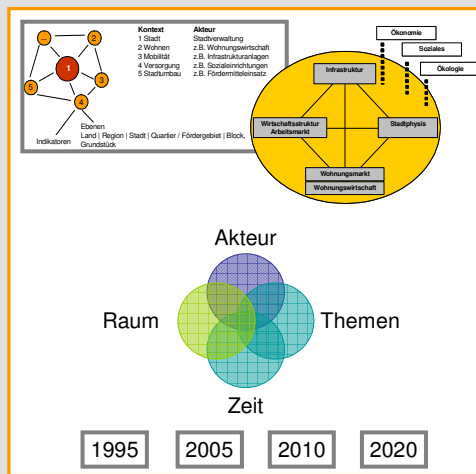 ...
2
1
3
5
4
Kontext Akteur
1 Stadt Stadtverwaltung
2 Wohnen z.B. Wohnungswirtschaft
3 Mobilität z.B. Infrastrukturanlagen
4 Versorgung z.B. Sozialeinrichtungen
5 Stadtumbau z.B. Fördermitteleinsatz
Ebenen
Land | Region | Stadt | Quartier / Fördergebiet | Block,
Grundstück
Indikatoren
Ökonomie
Soziales
Ökologie
Infrastruktur
Wirtschaftsstruktur
Arbeitsmarkt
Stadtphysis
Wohnungsmarkt
Wohnungswirtschaft
Akteur
Raum
Themen
Zeit
1995 2005 2010 2020